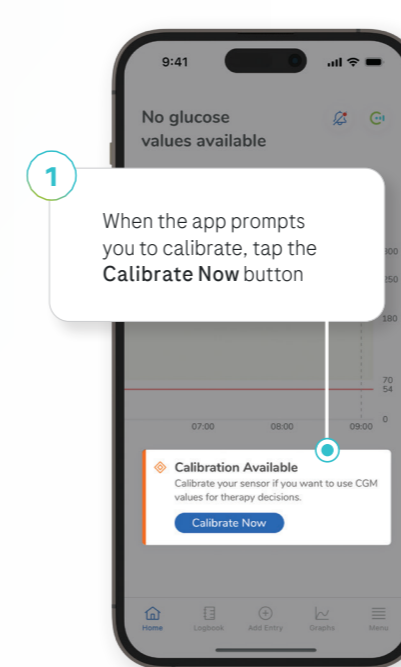 9:41
No glucose
values available
1
When the app prompts
you to calibrate, tap the
Calibrate Now button
180
70
54
0
07:00 08:00 09:00
Calibration Available
Calibrate your sensor if you want to use CGM
values for therapy decisions.
Calibrate Now
Home Logbook Add Entry Graphs Menu